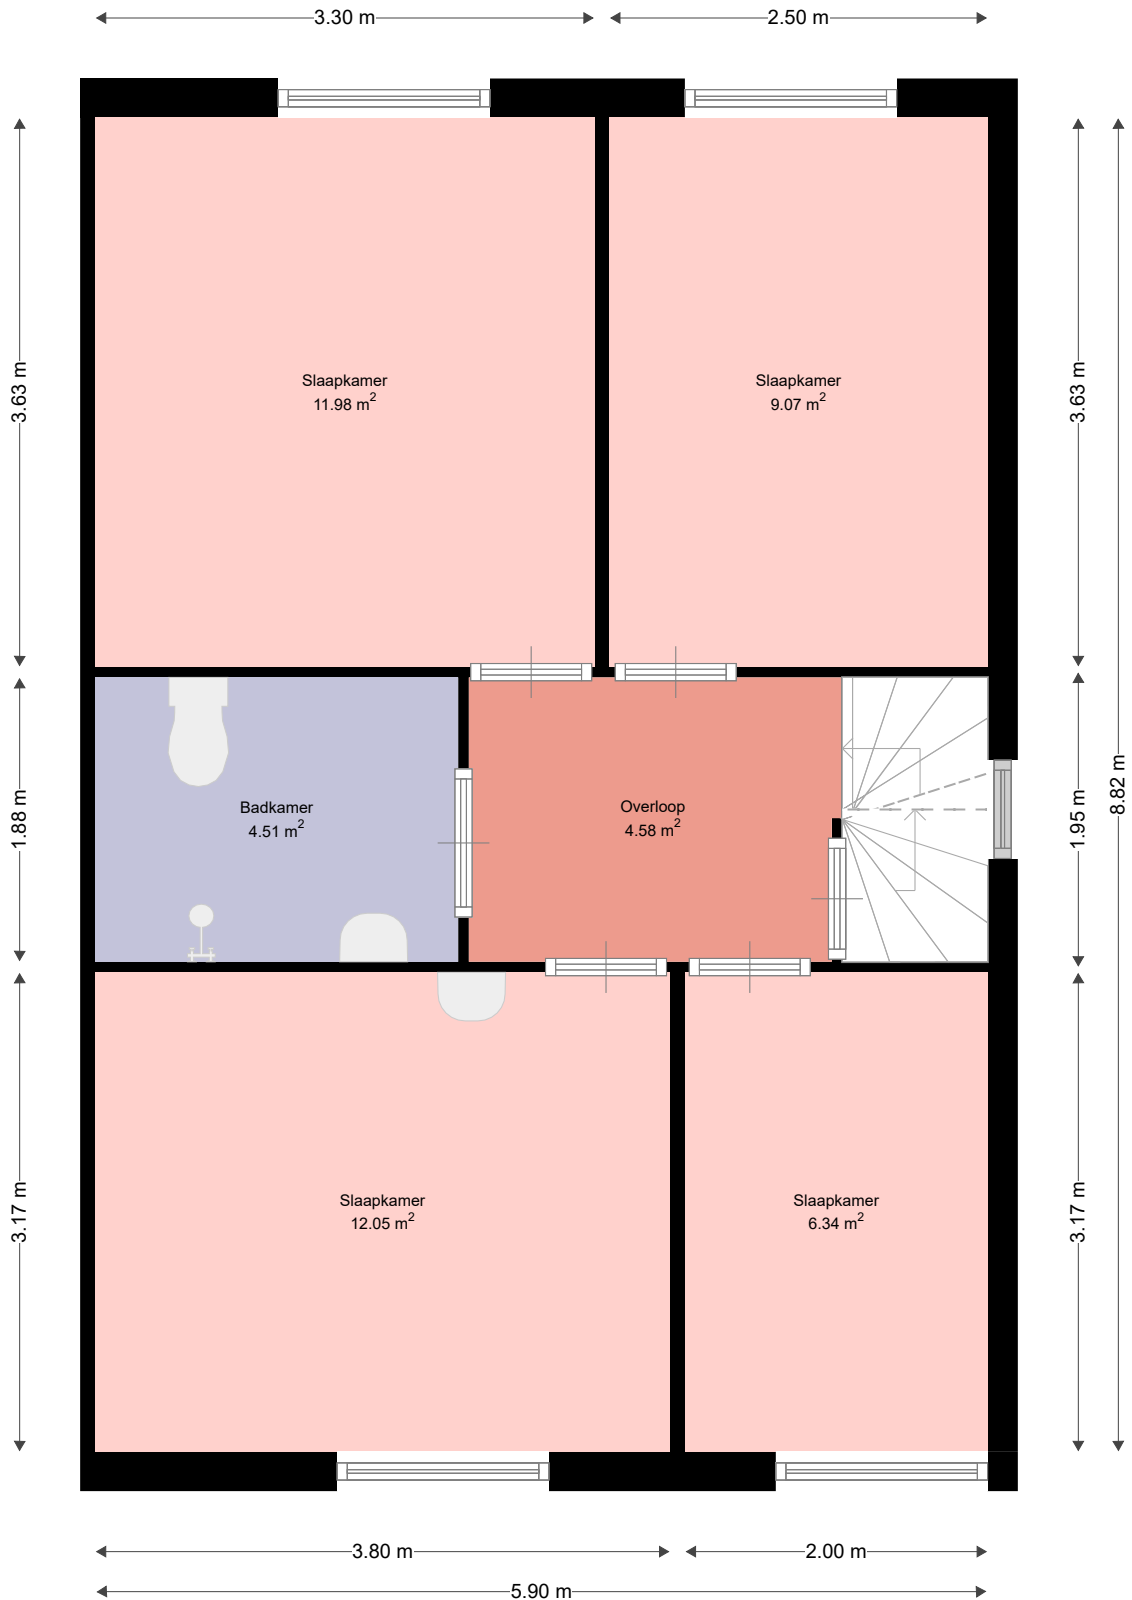 3.30 m
2.50 m
3.63 m
3.63 m
8.82 m
Slaapkamer
11.98 m²
Slaapkamer
9.07 m²
1.88 m
1.95 m
Badkamer
4.51 m²
Overloop
4.58 m²
3.17 m
3.17 m
Slaapkamer
12.05 m²
Slaapkamer
6.34 m²
3.80 m
2.00 m
5.90 m